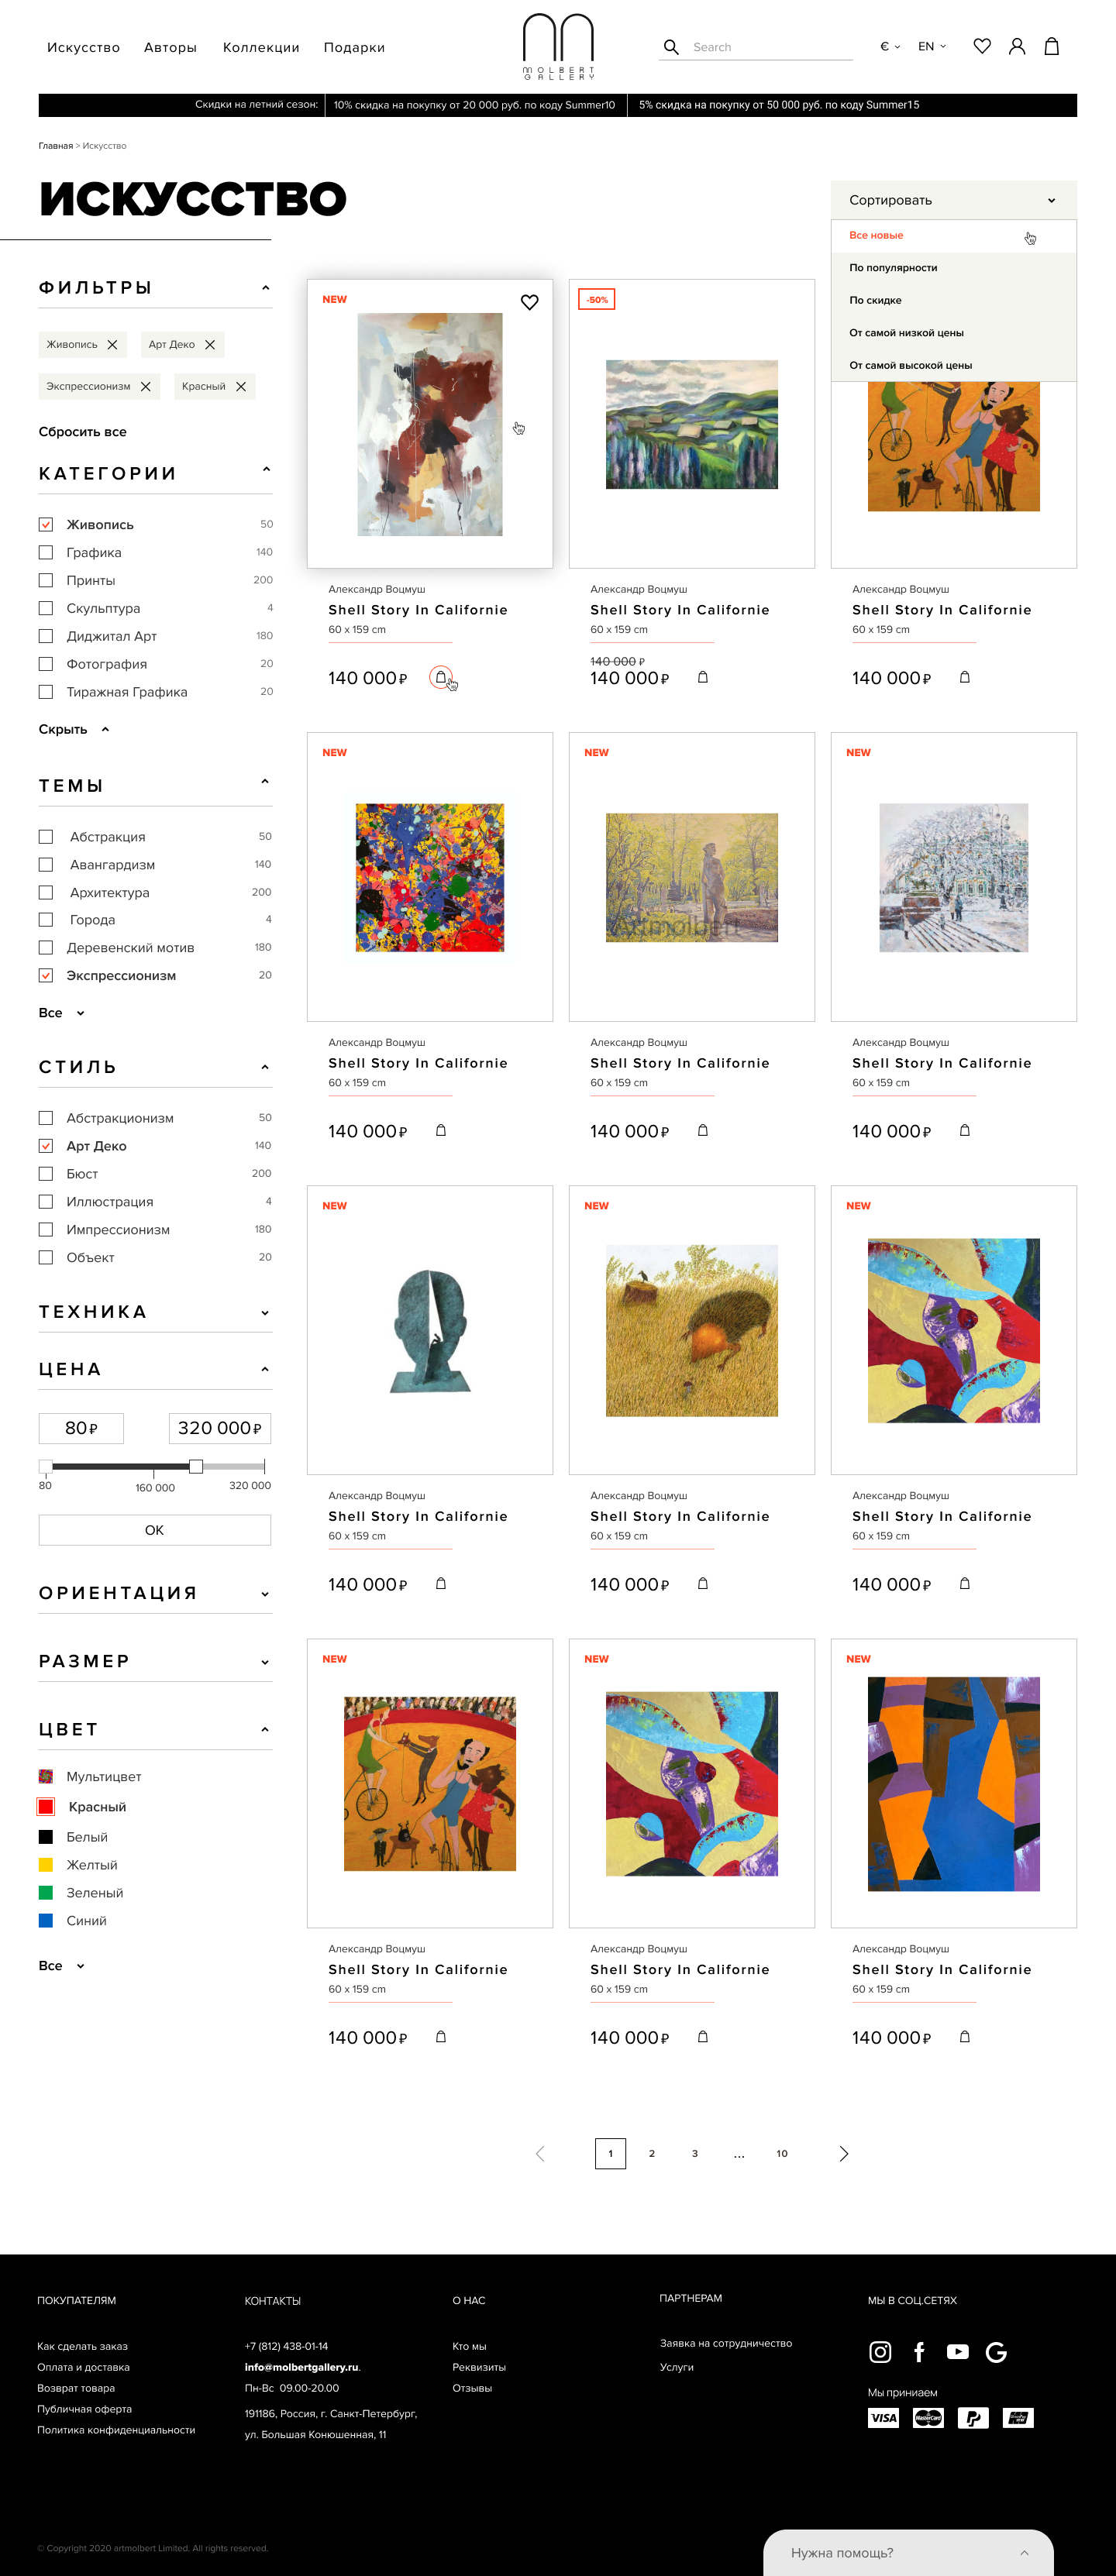 Искусство Авторы Коллекции Подарки
MOLBERT
GALLERY
Search
€ EN
Скидки на летний сезон: 10% скидка на покупку от 20 000 руб. по коду Summer10 5% скидка на покупку от 50 000 руб. по коду Summer15
Главная > Искусство
ИСКУССТВО
Сортировать
Все новые
По популярности
По скидке
От самой низкой цены
От самой высокой цены
ФИЛЬТРЫ
Живопись Арт Деко
Экспрессионизм Красный
Сбросить все
КАТЕГОРИИ
Живопись 50
Графика 140
Принты 200
Скульптура 4
Диджитал Арт 180
Фотография 20
Тиражная Графика 20
Скрыть
ТЕМЫ
Абстракция 50
Авангардизм 140
Архитектура 200
Города 4
Деревенский мотив 180
Экспрессионизм 20
Все
СТИЛЬ
Абстракционизм 50
Арт Деко 140
Бюст 200
Иллюстрация 4
Импрессионизм 180
Объект 20
ТЕХНИКА
ЦЕНА
80 ₽ 320 000 ₽
80 160 000 320 000
ОК
ОРИЕНТАЦИЯ
РАЗМЕР
ЦВЕТ
Мультицвет
Красный
Белый
Желтый
Зеленый
Синий
Все
NEW -50%
Александр Воцмуш Александр Воцмуш Александр Воцмуш
Shell Story In Californie Shell Story In Californie Shell Story In Californie
60 x 159 cm 60 x 159 cm 60 x 159 cm
140 000 ₽
140 000 ₽ 140 000 ₽ 140 000 ₽
NEW NEW NEW
Artmolbert
Александр Воцмуш Александр Воцмуш Александр Воцмуш
Shell Story In Californie Shell Story In Californie Shell Story In Californie
60 x 159 cm 60 x 159 cm 60 x 159 cm
140 000 ₽ 140 000 ₽ 140 000 ₽
NEW NEW NEW
Александр Воцмуш Александр Воцмуш Александр Воцмуш
Shell Story In Californie Shell Story In Californie Shell Story In Californie
60 x 159 cm 60 x 159 cm 60 x 159 cm
140 000 ₽ 140 000 ₽ 140 000 ₽
NEW NEW NEW
Александр Воцмуш Александр Воцмуш Александр Воцмуш
Shell Story In Californie Shell Story In Californie Shell Story In Californie
60 x 159 cm 60 x 159 cm 60 x 159 cm
140 000 ₽ 140 000 ₽ 140 000 ₽
1 2 3 ... 10
ПОКУПАТЕЛЯМ
Как сделать заказ
Оплата и доставка
Возврат товара
Публичная оферта
Политика конфиденциальности
КОНТАКТЫ
+7 (812) 438-01-14
info@molbertgallery.ru.
Пн-Вс 09.00-20.00
191186, Россия, г. Санкт-Петербург,
ул. Большая Конюшенная, 11
О НАС
Кто мы
Реквизиты
Отзывы
ПАРТНЕРАМ
Заявка на сотрудничество
Услуги
МЫ В СОЦ.СЕТЯХ
Мы приниаем
VISA MasterCard
© Copyright 2020 artmolbert Limited. All rights reserved.
Нужна помощь?